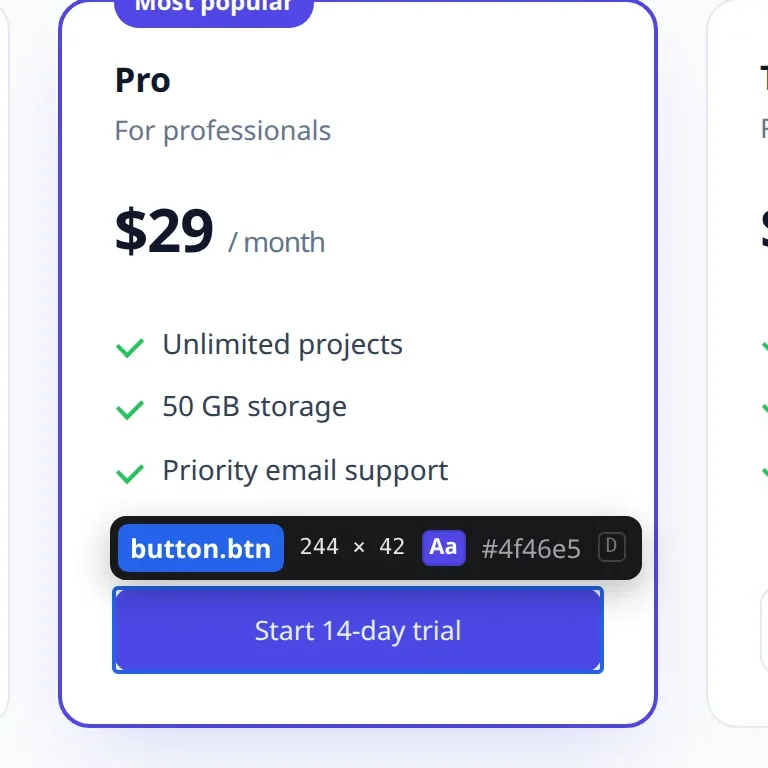 Most popular
Pro
For professionals
$29 / month
Unlimited projects
50 GB storage
Priority email support
button.btn 244 × 42 Aa #4f46e5 D
Start 14-day trial